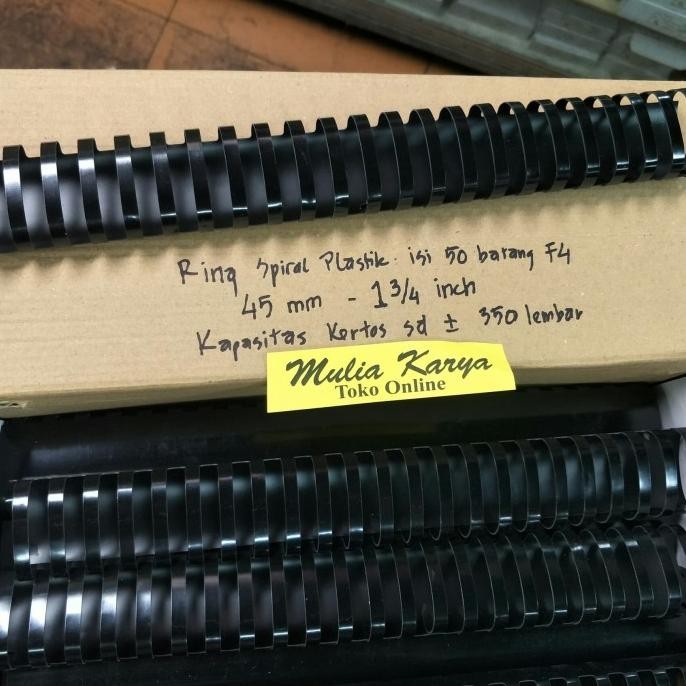 Ring Spiral Plastik isi 50 batang F4
45 mm - 1 3/4 inch
Kapasitas Kertas sd ± 350 lembar
Mulia Karya
Toko Online